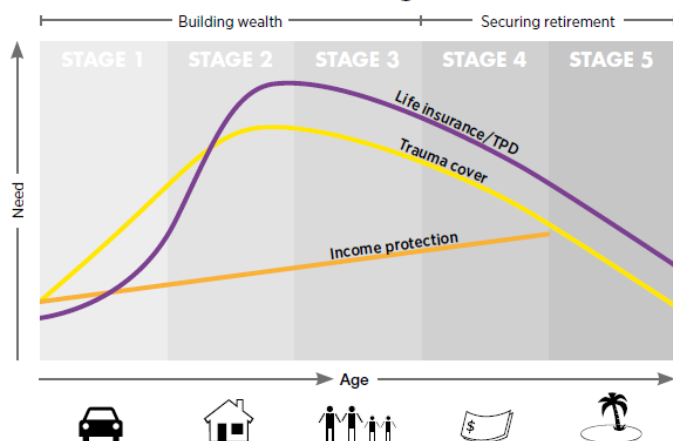 Building wealth
Securing retirement
STAGE 1
STAGE 2
STAGE 3
STAGE 4
STAGE 5
Life insurance/TPD
Trauma cover
Income protection
Need
Age
$